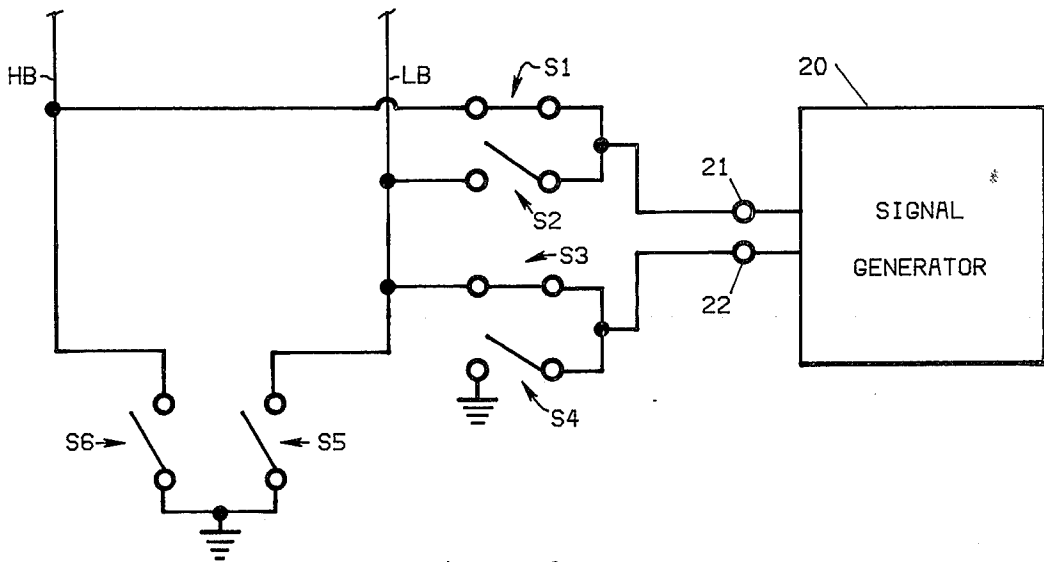 HB
LB
S1
20
21
S2
SIGNAL
S3
22
GENERATOR
S4
S6
S5